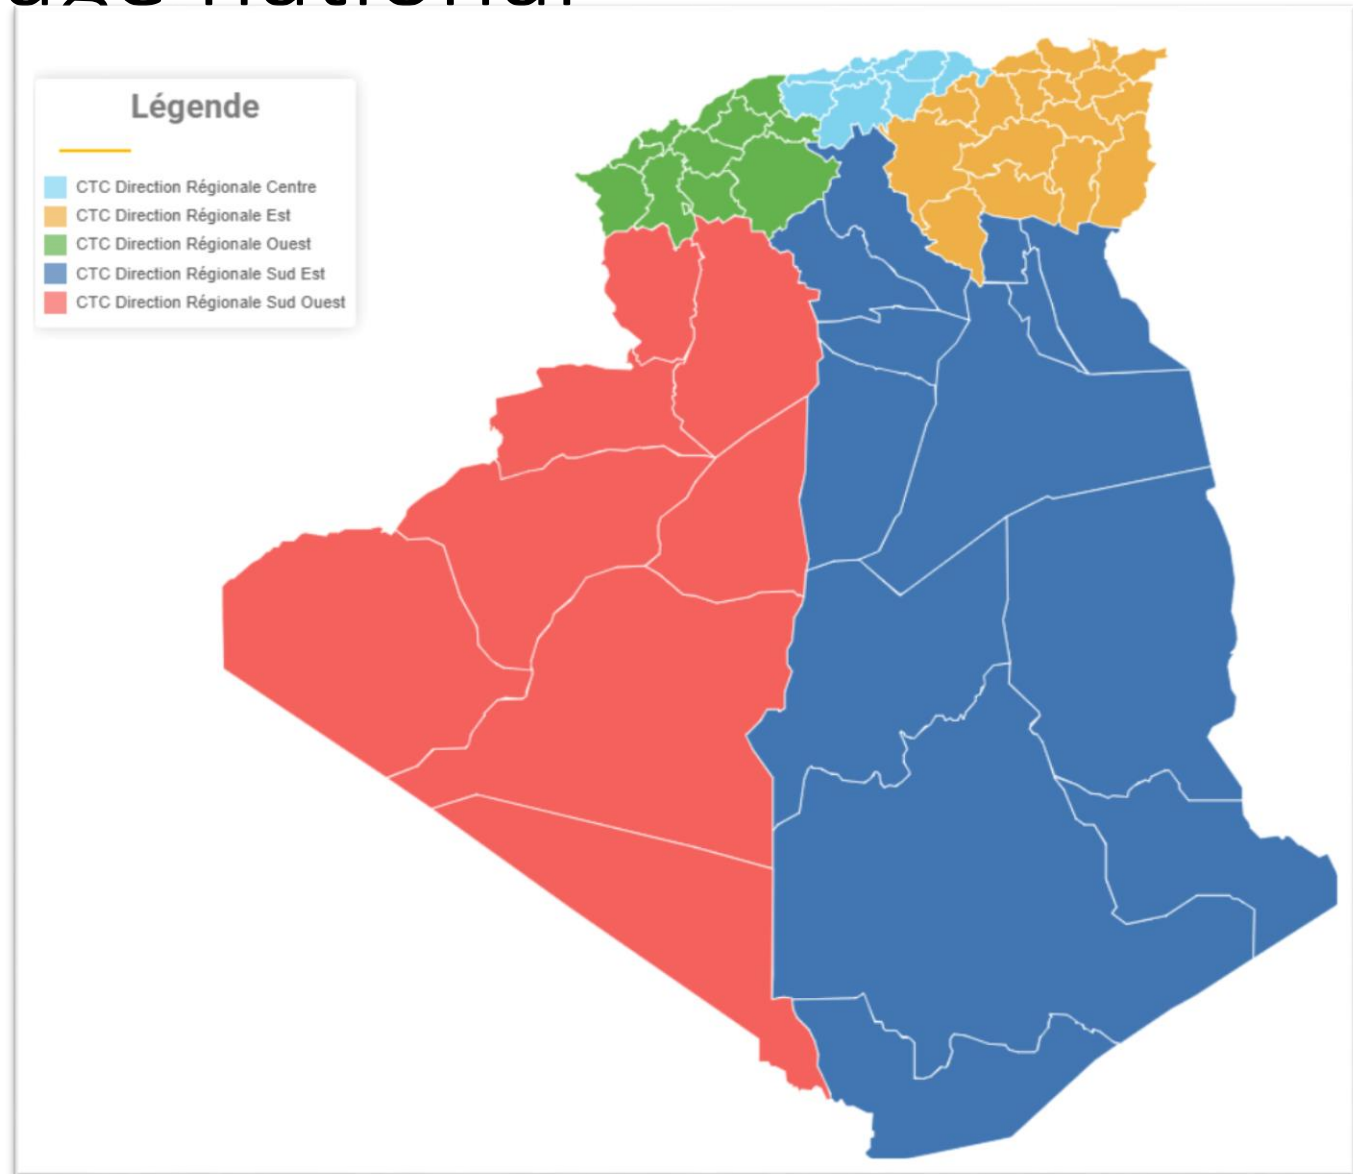 Légende
CTC Direction Régionale Centre
CTC Direction Régionale Est
CTC Direction Régionale Ouest
CTC Direction Régionale Sud Est
CTC Direction Régionale Sud Ouest